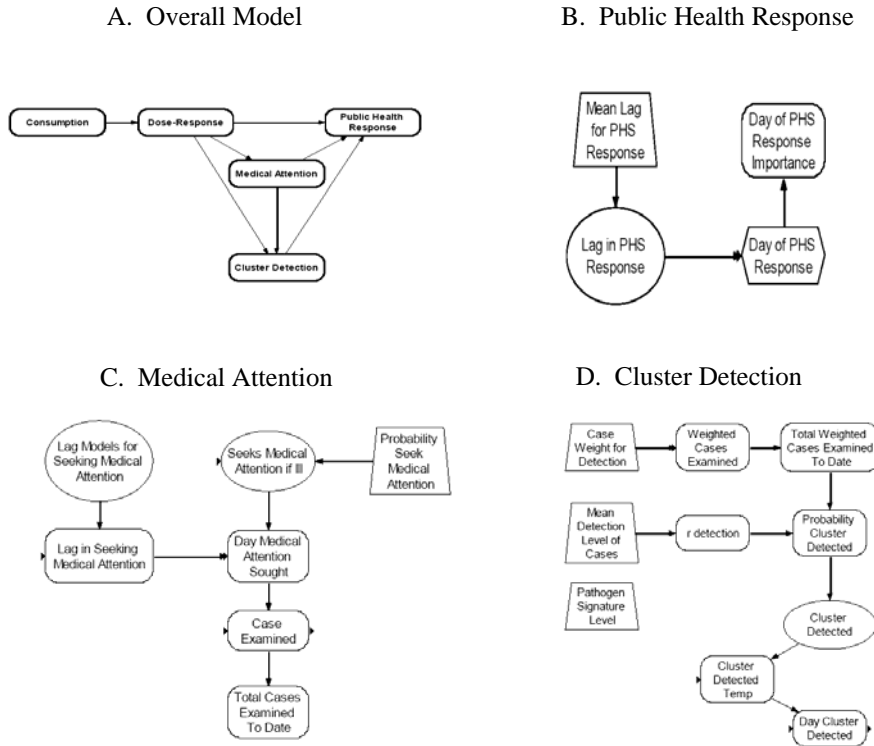 A. Overall Model
Consumption
Dose-Response
Public Health
Response
Medical Attention
Cluster Detection
B. Public Health Response
Mean Lag
for PHS
Response
Day of PHS
Response
Importance
Lag in PHS
Response
Day of PHS
Response
C. Medical Attention
Lag Models for
Seeking Medical
Attention
Seeks Medical
Attention if Ill
Probability
Seek
Medical
Attention
Lag in Seeking
Medical Attention
Day Medical
Attention
Sought
Case
Examined
Total Cases
Examined
To Date
D. Cluster Detection
Case
Weight for
Detection
Weighted
Cases
Examined
Total Weighted
Cases Examined
To Date
Mean
Detection
Level of
Cases
r detection
Probability
Cluster
Detected
Pathogen
Signature
Level
Cluster
Detected
Cluster
Detected
Temp
Day Cluster
Detected